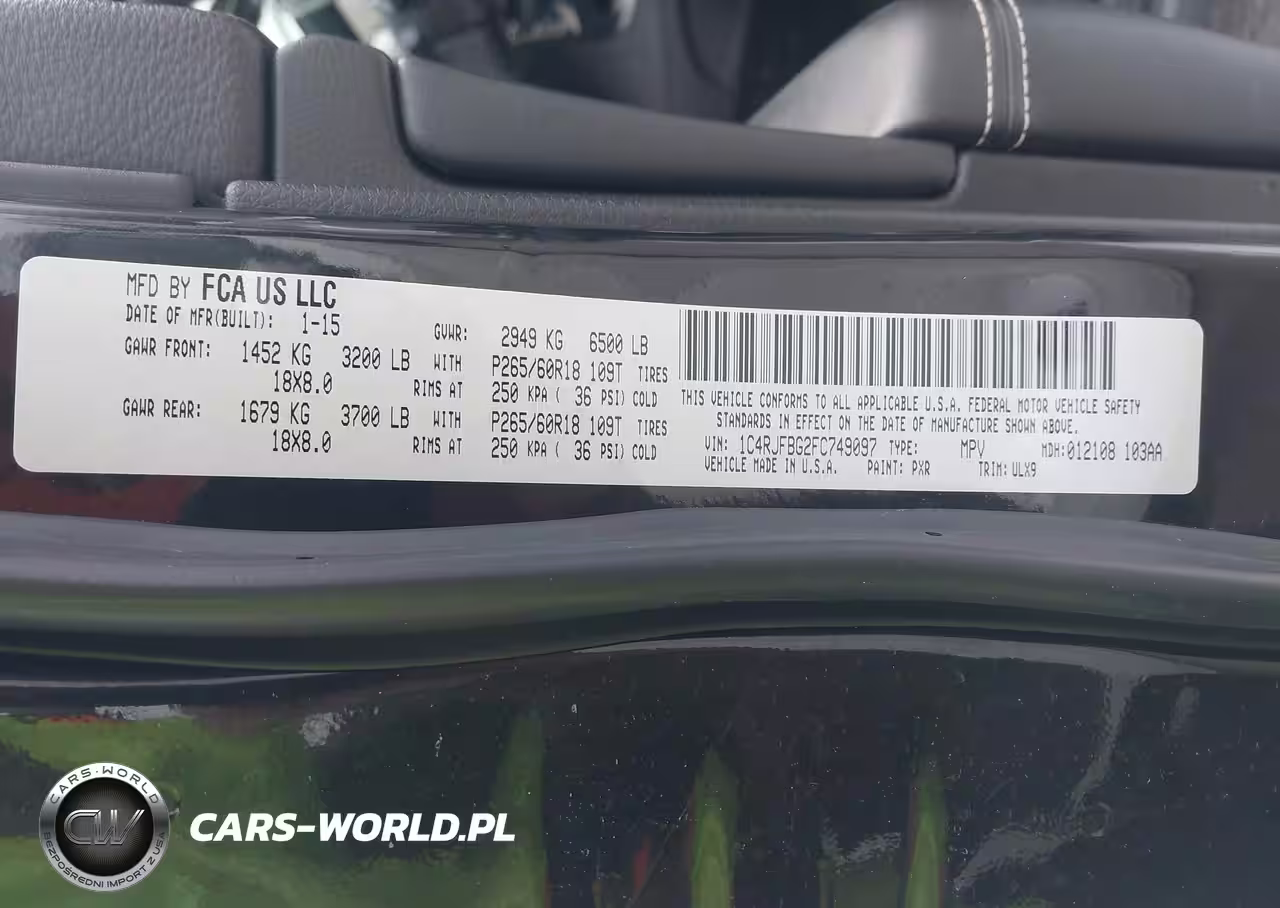 MFD BY FCA US LLC
DATE OF MFR(BUILT): 1-15
GVWR: 2949 KG 6500 LB
GAWR FRONT: 1452 KG 3200 LB WITH P265/60R18 109T TIRES
18X8.0 RIMS AT 250 KPA ( 36 PSI) COLD
GAWR REAR: 1679 KG 3700 LB WITH P265/60R18 109T TIRES
18X8.0 RIMS AT 250 KPA ( 36 PSI) COLD
THIS VEHICLE CONFORMS TO ALL APPLICABLE U.S.A. FEDERAL MOTOR VEHICLE SAFETY
STANDARDS IN EFFECT ON THE DATE OF MANUFACTURE SHOWN ABOVE.
VIN: 1C4RJFBG2FC749097 TYPE: MPV MDH:012108 103AA
VEHICLE MADE IN U.S.A. PAINT: PXR TRIM: ULX9
CARS-WORLD
CW
BEZPOŚREDNI IMPORT Z USA
CARS-WORLD.PL